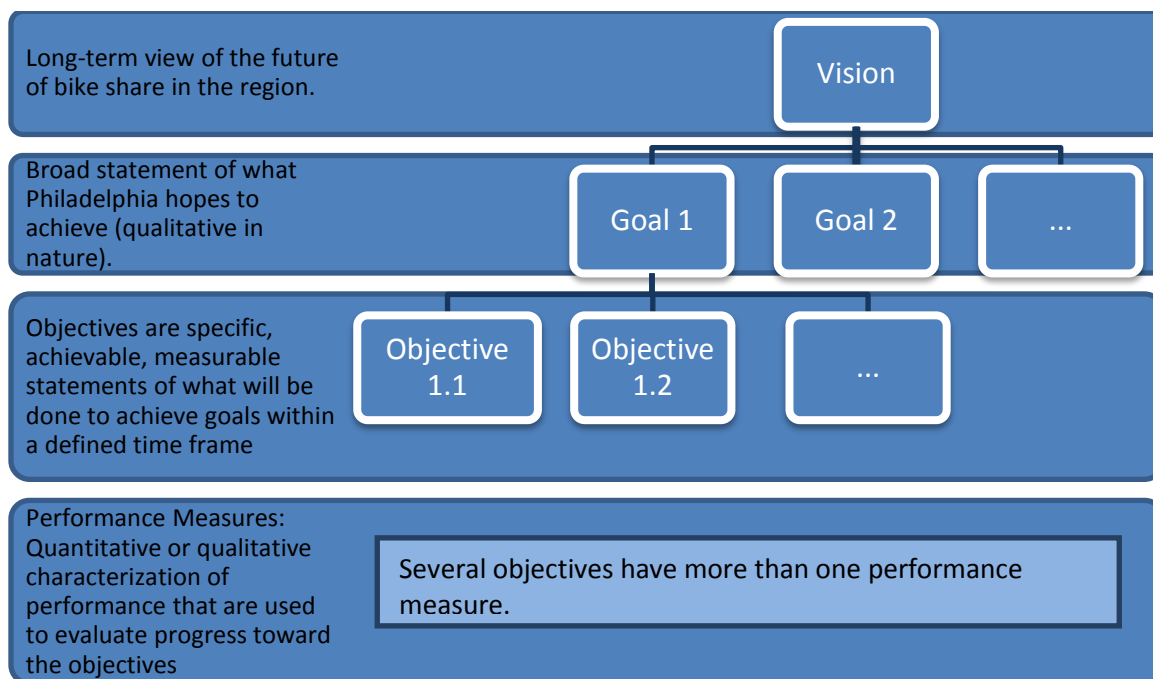 Long-term view of the future
of bike share in the region.
Vision
Broad statement of what
Philadelphia hopes to
achieve (qualitative in
nature).
Goal 1
Goal 2
...
Objectives are specific,
achievable, measurable
statements of what will be
done to achieve goals within
a defined time frame
Objective
1.1
Objective
1.2
...
Performance Measures:
Quantitative or qualitative
characterization of
performance that are used
to evaluate progress toward
the objectives
Several objectives have more than one performance
measure.